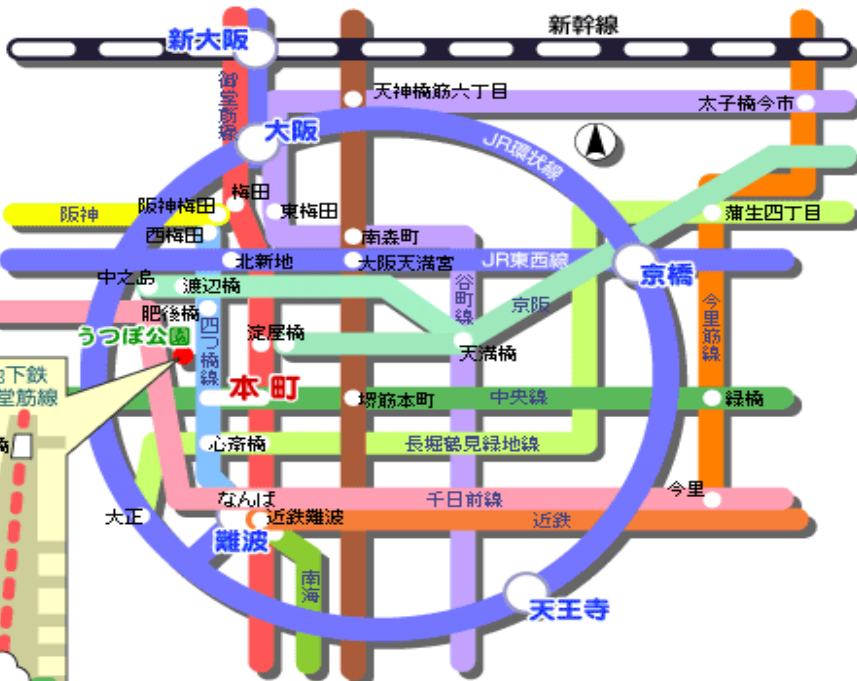 新幹線
新大阪
御堂筋線
天神橋筋六丁目
太子橋今市
大阪
JR環状線
阪神
阪神梅田
梅田
東梅田
蒲生四丁目
西梅田
南森町
北新地
大阪天満宮
JR東西線
京橋
中之島
渡辺橋
谷町線
京阪
肥後橋
うつぼ公園
四つ橋線
淀屋橋
天満橋
今里筋線
地下鉄
堂筋線
本町
堺筋本町
中央線
緑橋
橋
心斎橋
長堀鶴見緑地線
なんば
千日前線
今里
大正
近鉄難波
近鉄
難波
南海
天王寺